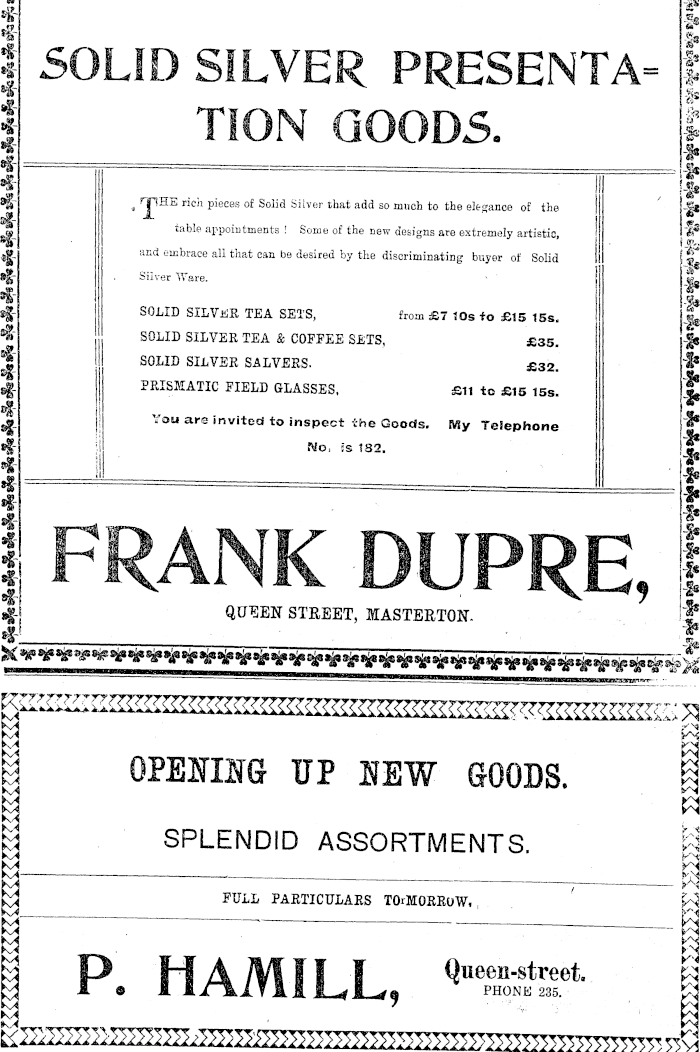 SOLID SILVER PRESENTA=
TION GOODS.
THE rich pieces of Solid Silver that add so much to the elegance of the
table appointments ! Some of the new designs are extremely artistic,
and embrace all that can be desired by the discriminating buyer of Solid
Silver Ware.
SOLID SILVER TEA SETS, from £7 10s to £15 15s.
SOLID SILVER TEA & COFFEE SETS, £35.
SOLID SILVER SALVERS. £32.
PRISMATIC FIELD GLASSES, £11 to £15 15s.
You are invited to inspect the Goods. My Telephone
No. is 182.
FRANK DUPRE,
QUEEN STREET, MASTERTON.
OPENING UP NEW GOODS.
SPLENDID ASSORTMENTS.
FULL PARTICULARS TO-MORROW.
P. HAMILL, Queen-street.
PHONE 235.